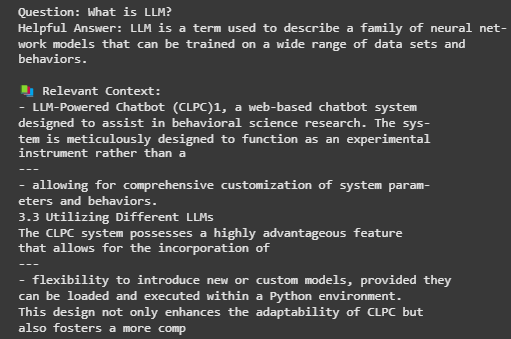 Question: What is LLM?
Helpful Answer: LLM is a term used to describe a family of neural net-
work models that can be trained on a wide range of data sets and
behaviors.
📚 Relevant Context:
- LLM-Powered Chatbot (CLPC)1, a web-based chatbot system
designed to assist in behavioral science research. The sys-
tem is meticulously designed to function as an experimental
instrument rather than a
---
- allowing for comprehensive customization of system param-
eters and behaviors.
3.3 Utilizing Different LLMs
The CLPC system possesses a highly advantageous feature
that allows for the incorporation of
---
- flexibility to introduce new or custom models, provided they
can be loaded and executed within a Python environment.
This design not only enhances the adaptability of CLPC but
also fosters a more comp